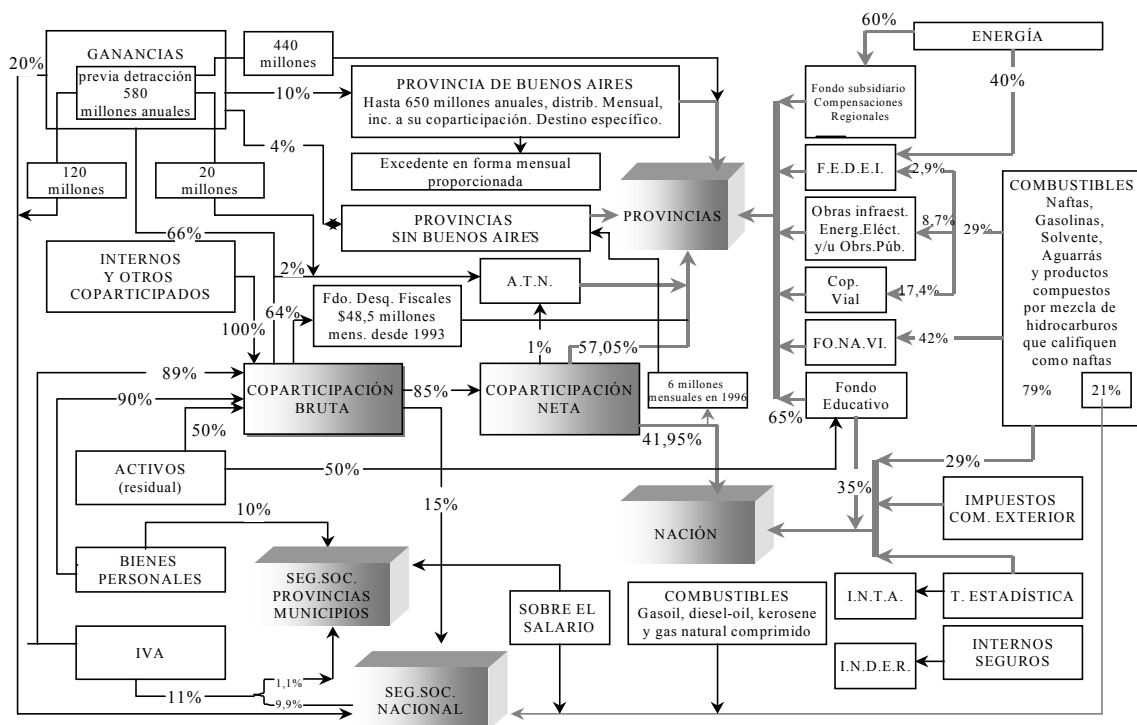 GANANCIAS
previa detracción
580
millones anuales
20%
440
millones
10%
PROVINCIA DE BUENOS AIRES
Hasta 650 millones anuales, distrib. Mensual,
inc. a su coparticipación. Destino específico.
Excedente en forma mensual
proporcionada
4%
120
millones
20
millones
66%
PROVINCIAS
SIN BUENOS AIRES
INTERNOS
Y OTROS
COPARTICIPADOS
2%
A.T.N.
64%
Fdo. Desq. Fiscales
$48,5 millones
mens. desde 1993
100%
1%
57,05%
89%
90%
50%
COPARTICIPACIÓN
BRUTA
85%
COPARTICIPACIÓN
NETA
6 millones
mensuales en 1996
41,95%
ACTIVOS
(residual)
50%
15%
10%
BIENES
PERSONALES
SEG.SOC.
PROVINCIAS
MUNICIPIOS
IVA
11%
1,1%
9,9%
SEG.SOC.
NACIONAL
SOBRE EL
SALARIO
COMBUSTIBLES
Gasoil, diesel-oil, kerosene
y gas natural comprimido
PROVINCIAS
NACIÓN
60%
ENERGÍA
40%
Fondo subsidiario
Compensaciones
Regionales
F.E.D.E.I.
2,9%
Obras infraest.
Energ.Eléct.
y/u Obrs.Púb.
8,7%
29%
Cop.
Vial
17,4%
FO.NA.VI.
42%
Fondo
Educativo
65%
35%
COMBUSTIBLES
Naftas,
Gasolinas,
Solvente,
Aguarrás
y productos
compuestos
por mezcla de
hidrocarburos
que califiquen
como naftas
79%
21%
29%
IMPUESTOS
COM. EXTERIOR
I.N.T.A.
T. ESTADÍSTICA
I.N.D.E.R.
INTERNOS
SEGUROS